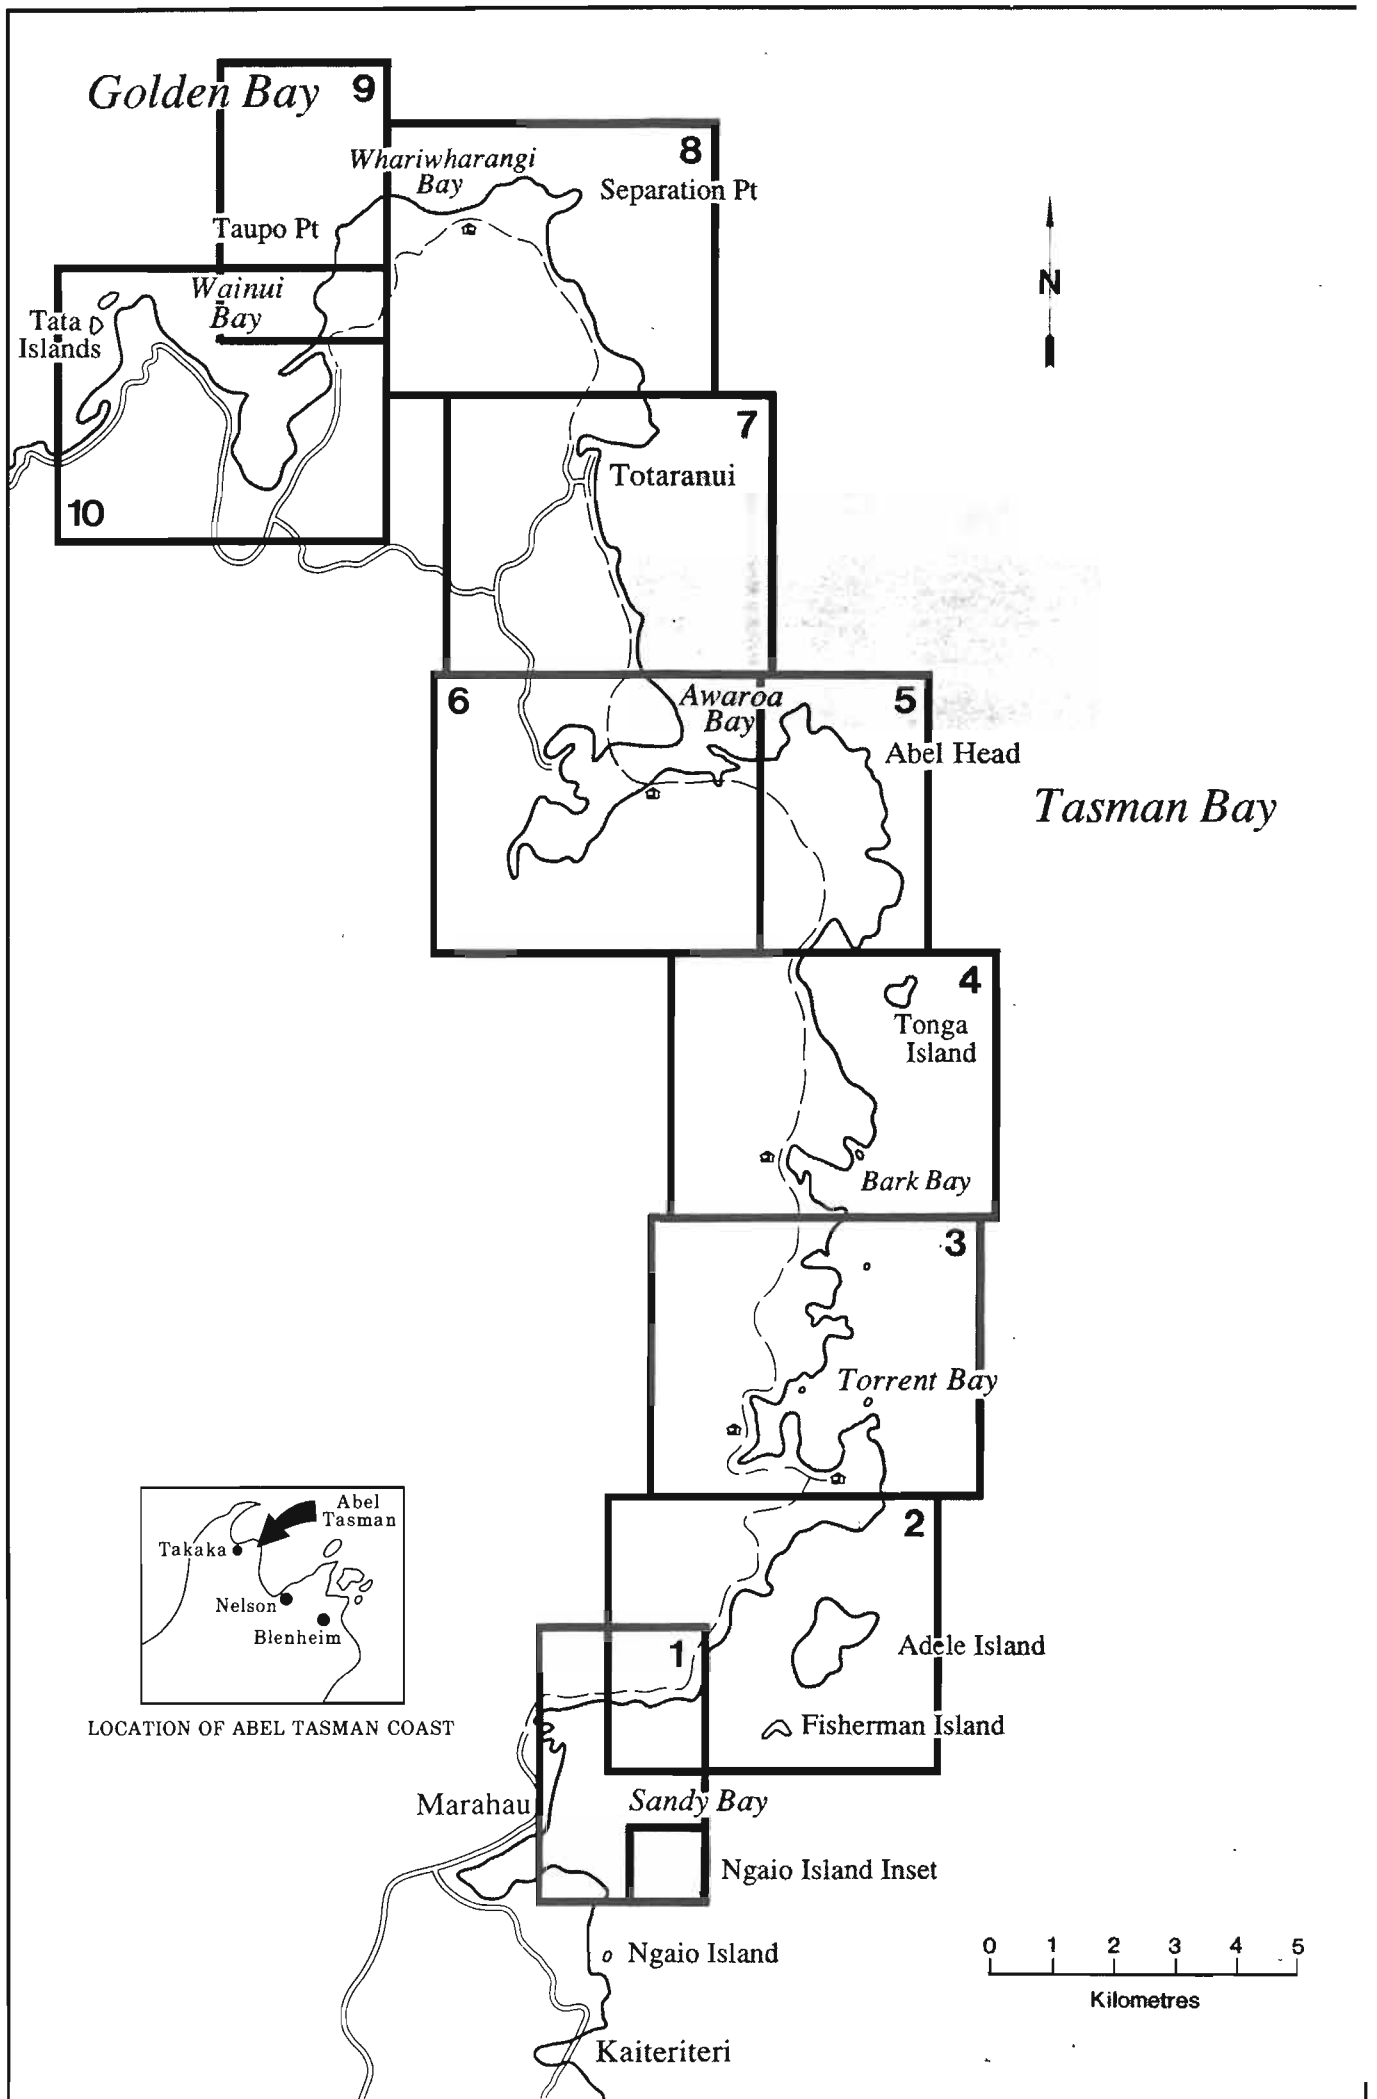 Golden Bay
9
8
Whariwharangi
Bay
Separation Pt
Taupo Pt
Wainui
Bay
Tata
Islands
N
7
Totaranui
10
6
Awaroa
Bay
5
Abel Head
Tasman Bay
4
Tonga
Island
Bark Bay
3
Torrent Bay
2
Abel
Tasman
Takaka
Nelson
Blenheim
LOCATION OF ABEL TASMAN COAST
1
Adele Island
Fisherman Island
Marahau
Sandy Bay
Ngaio Island Inset
Ngaio Island
0 1 2 3 4 5
Kilometres
Kaiteriteri